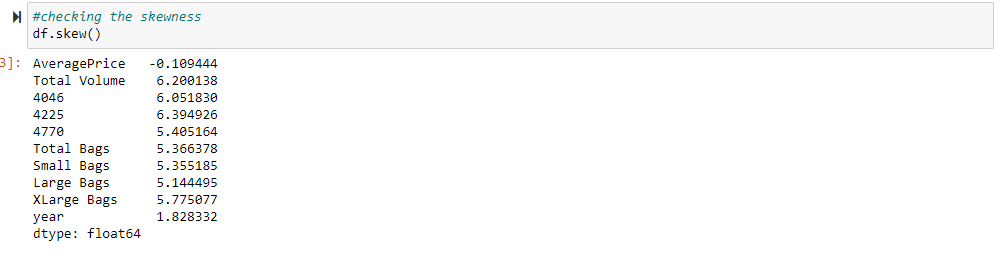 #checking the skewness
df.skew()
3]: AveragePrice -0.109444
Total Volume 6.200138
4046 6.051830
4225 6.394926
4770 5.405164
Total Bags 5.366378
Small Bags 5.355185
Large Bags 5.144495
XLarge Bags 5.775077
year 1.828332
dtype: float64